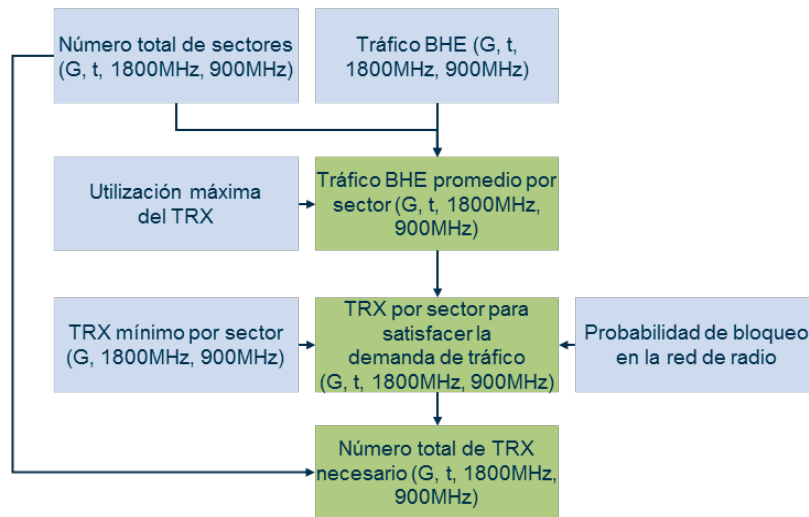 Número total de sectores
(G, t, 1800MHz, 900MHz)
Tráfico BHE (G, t,
1800MHz, 900MHz)
Utilización máxima
del TRX
Tráfico BHE promedio por
sector (G, t, 1800MHz,
900MHz)
TRX mínimo por sector
(G, 1800MHz, 900MHz)
TRX por sector para
satisfacer la
demanda de tráfico
(G, t, 1800MHz, 900MHz)
Probabilidad de bloqueo
en la red de radio
Número total de TRX
necesario (G, t, 1800MHz,
900MHz)